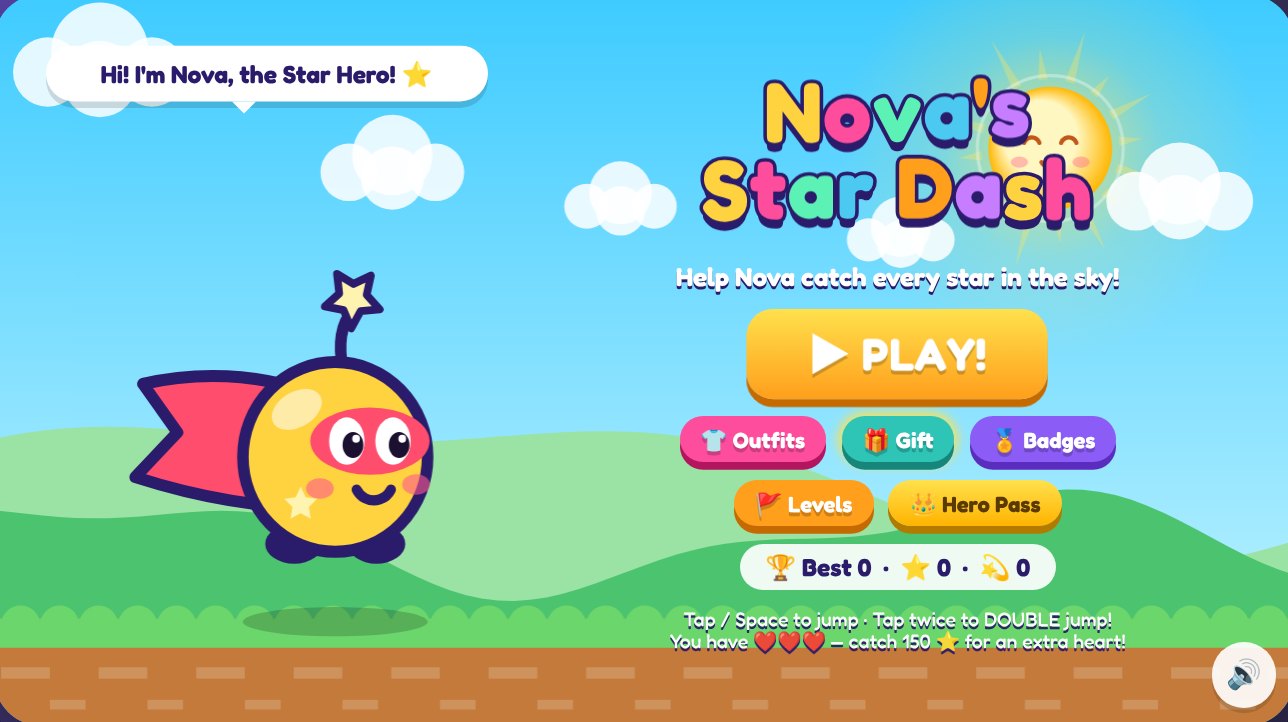 Hi! I'm Nova, the Star Hero! ⭐
Nova's
Star Dash
Help Nova catch every star in the sky!
▶ PLAY!
👕 Outfits
🎁 Gift
🏅 Badges
🚩 Levels
👑 Hero Pass
🏆 Best 0 · ⭐ 0 · 💫 0
Tap / Space to jump · Tap twice to DOUBLE jump!
You have ❤️❤️❤️ – catch 150 ⭐ for an extra heart!